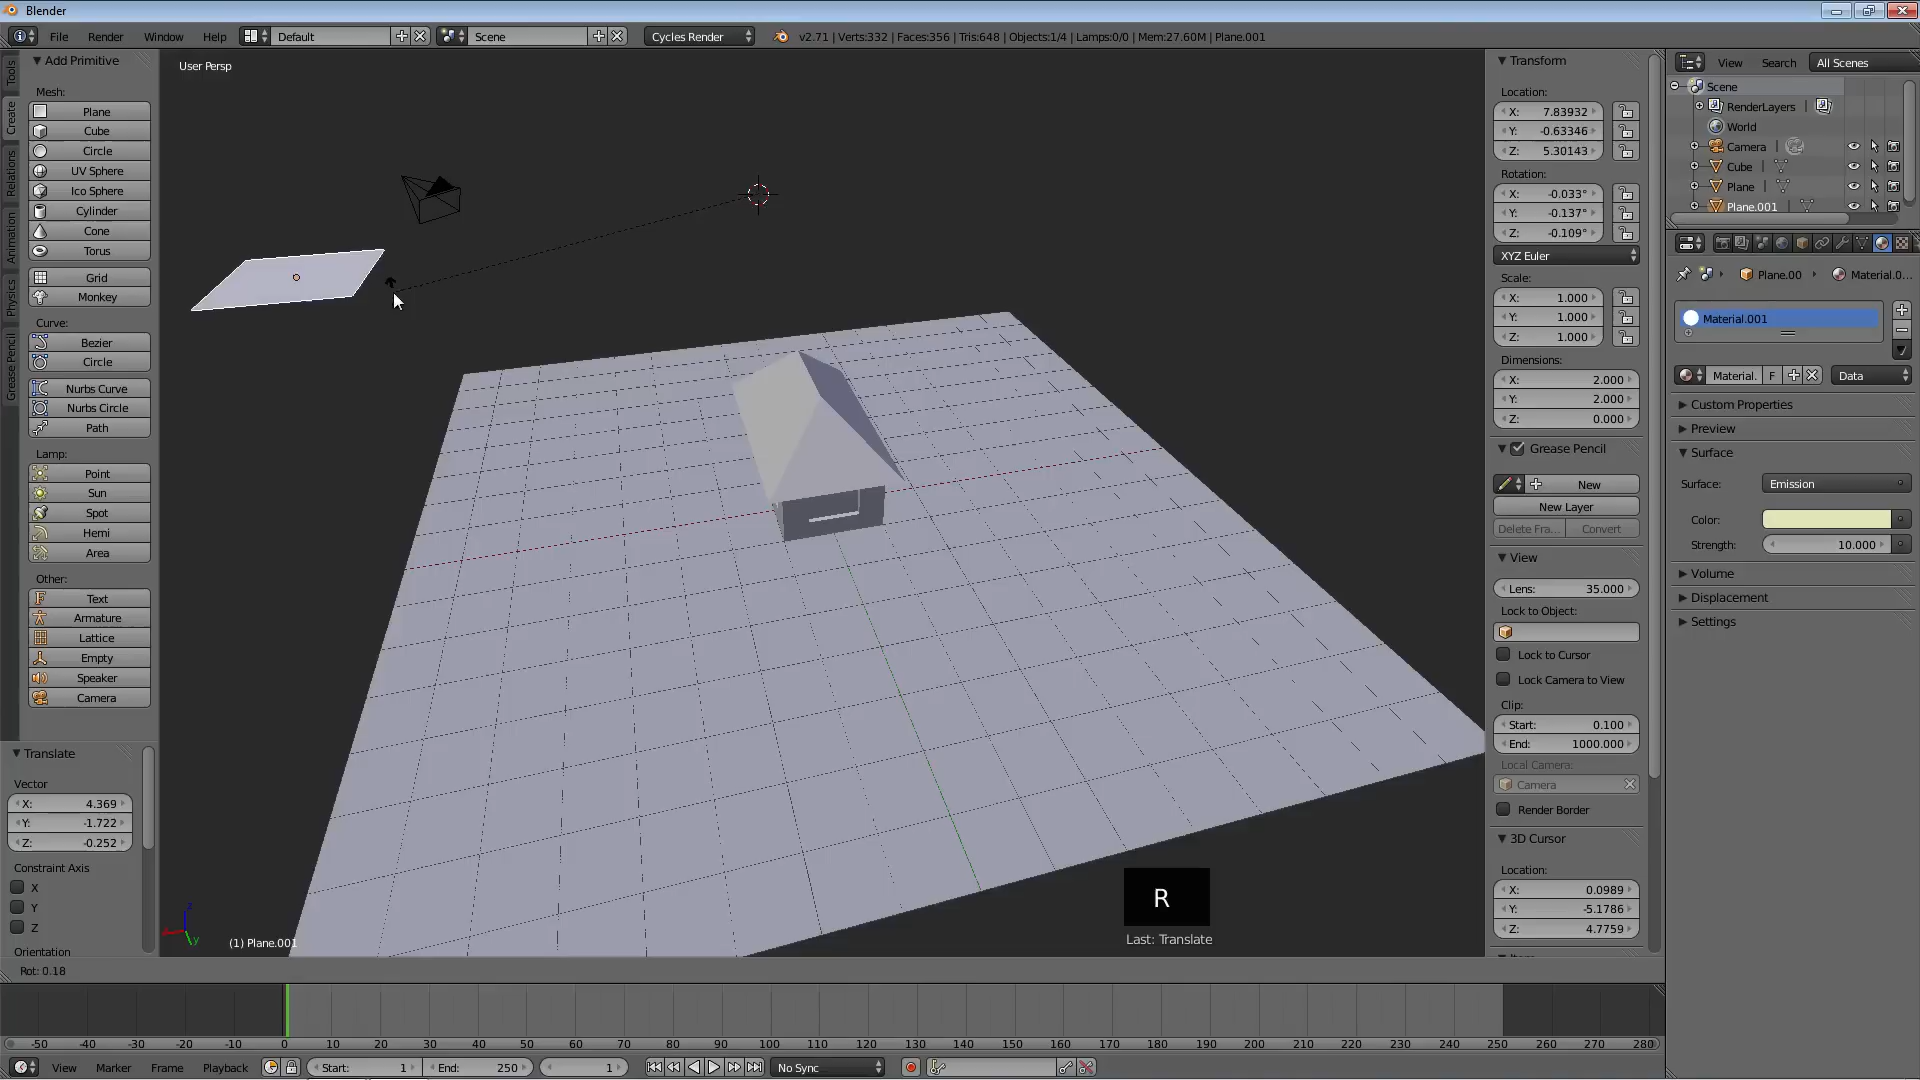 Blender
File Render Window Help Default Scene Cycles Render v2.71 | Verts:332 | Faces:356 | Tris:648 | Objects:1/4 | Lamps:0/0 | Mem:27.60M | Plane.001
Tools
Create
Relations
Animation
Physics
Grease Pencil
Add Primitive
Mesh:
Plane
Cube
Circle
UV Sphere
Ico Sphere
Cylinder
Cone
Torus
Grid
Monkey
Curve:
Bezier
Circle
Nurbs Curve
Nurbs Circle
Path
Lamp:
Point
Sun
Spot
Hemi
Area
Other:
Text
Armature
Lattice
Empty
Speaker
Camera
Translate
Vector
X: 4.369
Y: -1.722
Z: -0.252
Constraint Axis
X
Y
Z
Orientation
User Persp
z
y
(1) Plane.001
R
Last: Translate
Rot: 0.18
Transform
Location:
X: 7.83932
Y: -0.63346
Z: 5.30143
Rotation:
X: -0.033°
Y: -0.137°
Z: -0.109°
XYZ Euler
Scale:
X: 1.000
Y: 1.000
Z: 1.000
Dimensions:
X: 2.000
Y: 2.000
Z: 0.000
Grease Pencil
New
New Layer
Delete Fra... Convert
View
Lens: 35.000
Lock to Object:
Lock to Cursor
Lock Camera to View
Clip:
Start: 0.100
End: 1000.000
Local Camera:
Camera
Render Border
3D Cursor
Location:
X: 0.0989
Y: -5.1786
Z: 4.7759
View Search All Scenes
Scene
RenderLayers |
World
Camera |
Cube |
Plane |
Plane.001 |
Plane.00 Material.0...
Material.001
Material. F Data
Custom Properties
Preview
Surface
Surface: Emission
Color:
Strength: 10.000
Volume
Displacement
Settings
-50 -40 -30 -20 -10 0 10 20 30 40 50 60 70 80 90 100 110 120 130 140 150 160 170 180 190 200 210 220 230 240 250 260 270 280
View Marker Frame Playback Start: 1 End: 250 1 No Sync